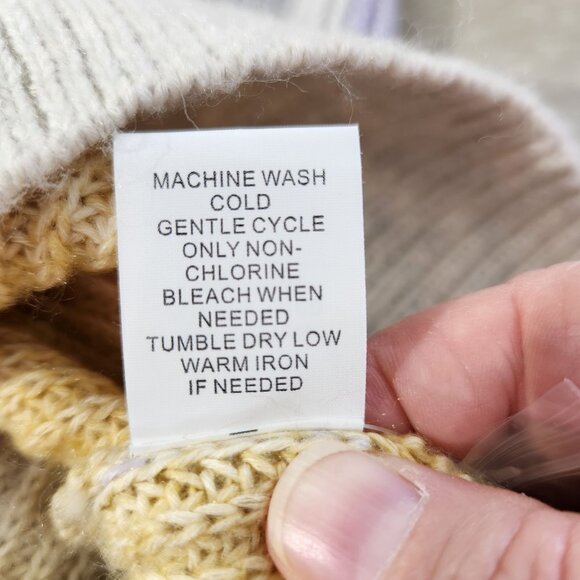 MACHINE WASH
COLD
GENTLE CYCLE
ONLY NON-
CHLORINE
BLEACH WHEN
NEEDED
TUMBLE DRY LOW
WARM IRON
IF NEEDED